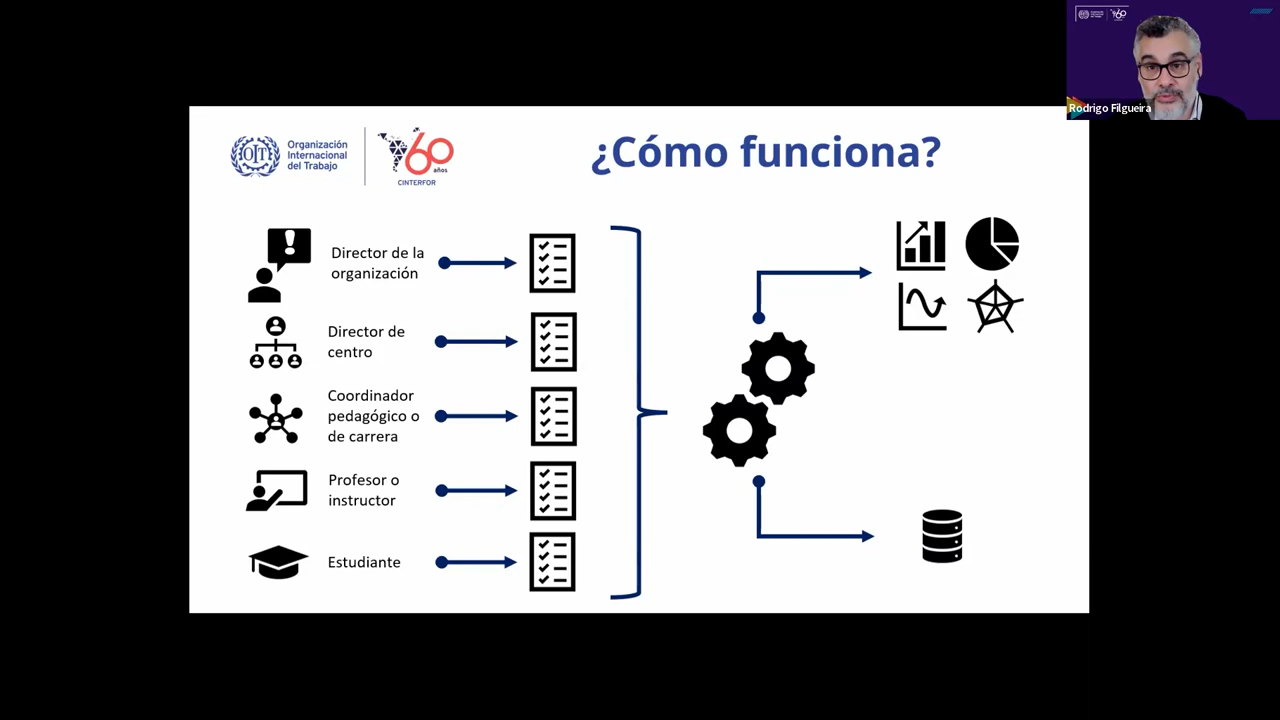 Rodrigo Filgueira
OIT
Organización
Internacional
del Trabajo
60
años
CINTERFOR
¿Cómo funciona?
Director de la
organización
Director de
centro
Coordinador
pedagógico o
de carrera
Profesor o
instructor
Estudiante